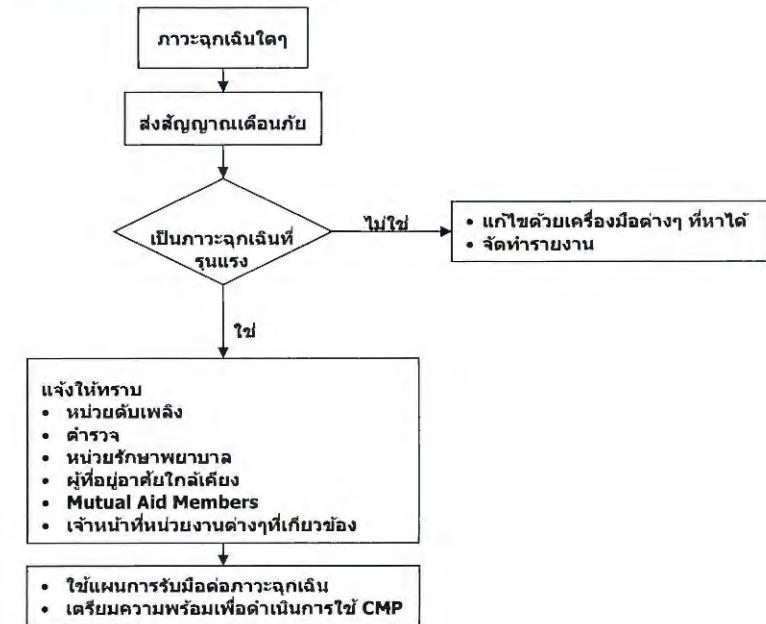 ภาวะฉุกเฉินใดๆ
ส่งสัญญาณเตือนภัย
เป็นภาวะฉุกเฉินที่
รุนแรง
ไม่ใช่
• แก้ไขด้วยเครื่องมือต่างๆ ที่หาได้
• จัดทำรายงาน
ใช่
แจ้งให้ทราบ
• หน่วยดับเพลิง
• ตำรวจ
• หน่วยรักษาพยาบาล
• ผู้ที่อยู่อาศัยใกล้เคียง
• Mutual Aid Members
• เจ้าหน้าที่หน่วยงานต่างๆที่เกียวข้อง
• ใช้แผนการรับมือต่อภาวะฉุกเฉิน
• เตรียมความพร้อมเพื่อดำเนินการใช้ CMP